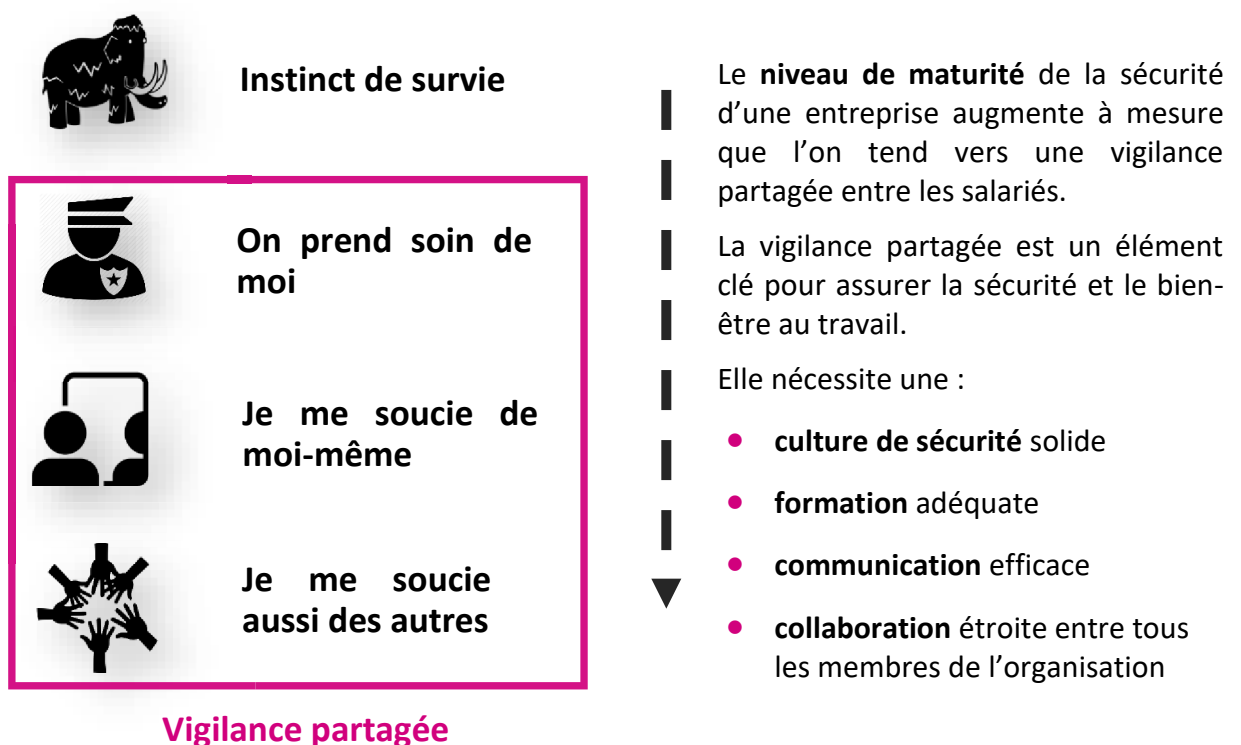 Instinct de survie
On prend soin de
moi
Je me soucie de
moi-même
Je me soucie
aussi des autres
Vigilance partagée
Le niveau de maturité de la sécurité
d’une entreprise augmente à mesure
que l’on tend vers une vigilance
partagée entre les salariés.
La vigilance partagée est un élément
clé pour assurer la sécurité et le bien-
être au travail.
Elle nécessite une :
• culture de sécurité solide
• formation adéquate
• communication efficace
• collaboration étroite entre tous
les membres de l’organisation